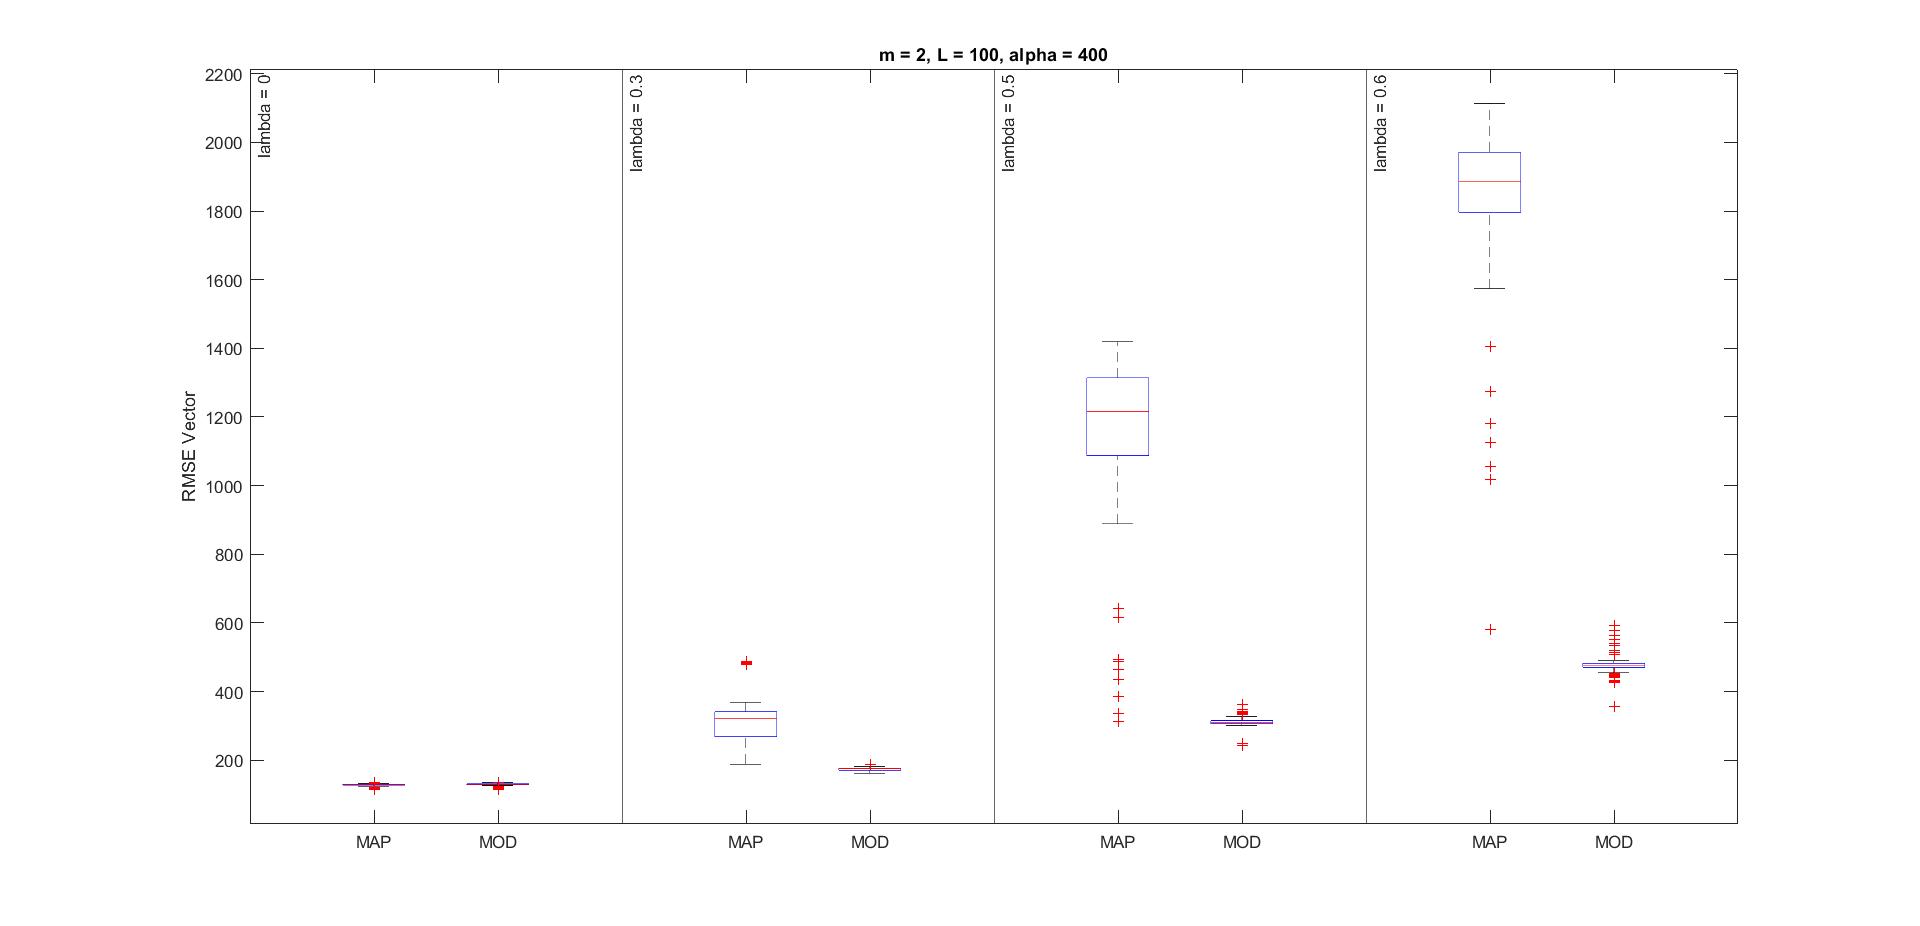 m = 2, L = 100, alpha = 400
lambda = 0
lambda = 0.3
lambda = 0.5
lambda = 0.6
RMSE Vector
2200
2000
1800
1600
1400
1200
1000
800
600
400
200
MAP MOD MAP MOD MAP MOD MAP MOD